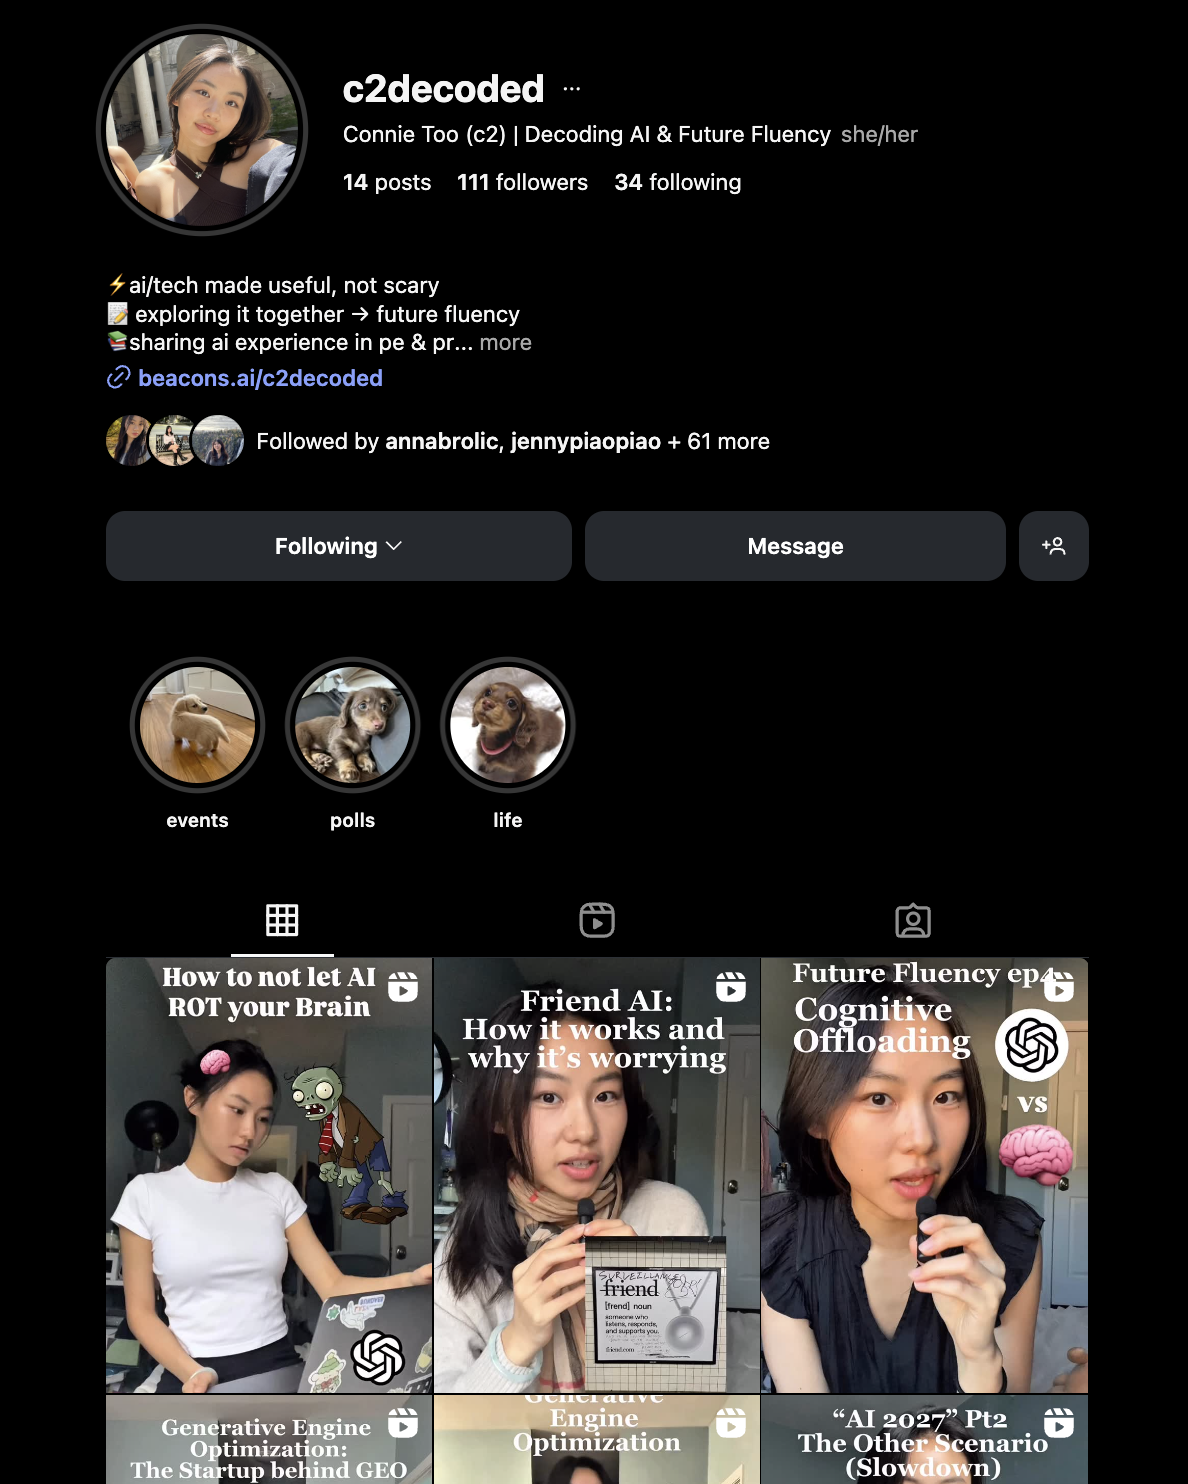 c2decoded ...
Connie Too (c2) | Decoding AI & Future Fluency she/her
14 posts 111 followers 34 following
⚡ai/tech made useful, not scary
📝 exploring it together → future fluency
📚sharing ai experience in pe & pr... more
beacons.ai/c2decoded
Followed by annabrolic, jennypiaopiao + 61 more
Following
Message
events
polls
life
How to not let AI
ROT your Brain
Friend AI:
How it works and
why it's worrying
SURVEILLANCE
friend
[frend] noun
someone who
listens, responds,
and supports you.
friend.com
Future Fluency ep4
Cognitive
Offloading
vs
Generative Engine
Optimization:
The Startup behind GEO
Generative
Engine
Optimization
“AI 2027” Pt2
The Other Scenario
(Slowdown)